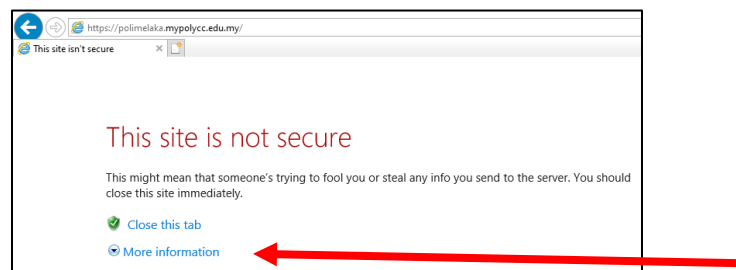 https://polimelaka.mypolycc.edu.my/
This site isn't secure
This site is not secure
This might mean that someone's trying to fool you or steal any info you send to the server. You should
close this site immediately.
Close this tab
More information